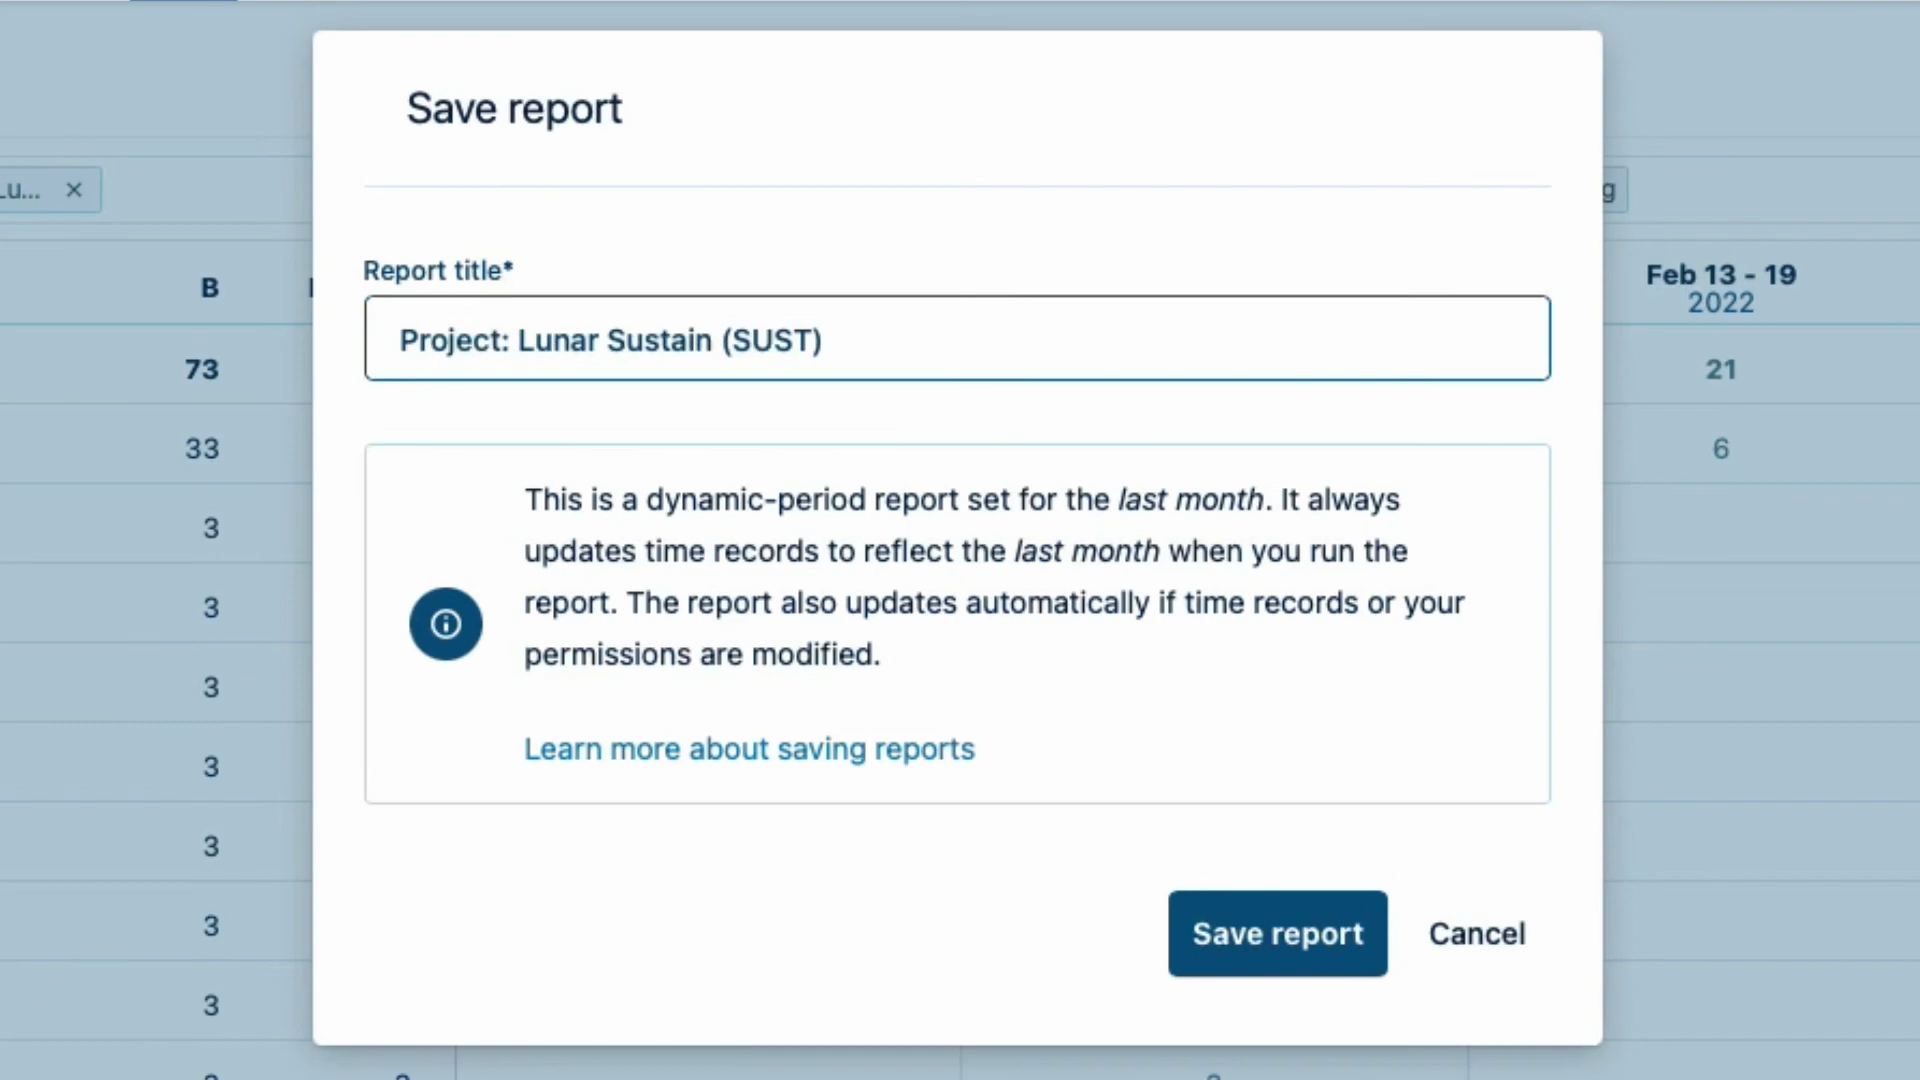 Save report
Lu...
g
B
Feb 13 - 19
2022
Report title*
Project: Lunar Sustain (SUST)
73
21
33
6
This is a dynamic-period report set for the last month. It always
updates time records to reflect the last month when you run the
report. The report also updates automatically if time records or your
permissions are modified.
Learn more about saving reports
3
3
3
3
3
3
3
Save report
Cancel